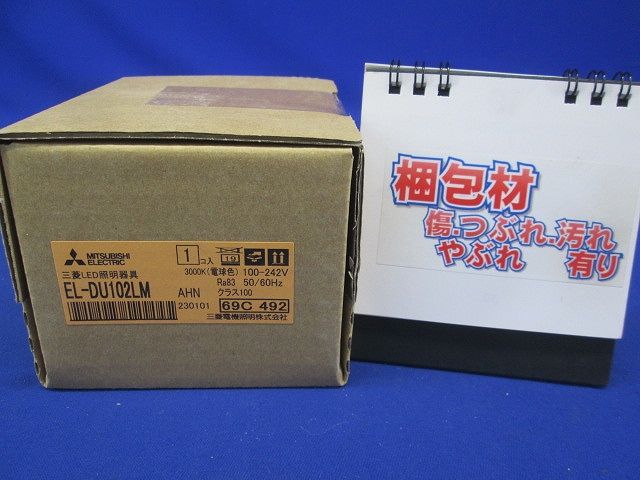 MITSUBISHI
ELECTRIC
1コ入
19
三菱LED照明器具
3000K(電球色) 100-242V
EL-DU102LM
AHN
Ra83 50/60Hz
クラス100
230101
69C 492
三菱電機照明株式会社
梱包材
傷.つぶれ.汚れ
やぶれ 有り